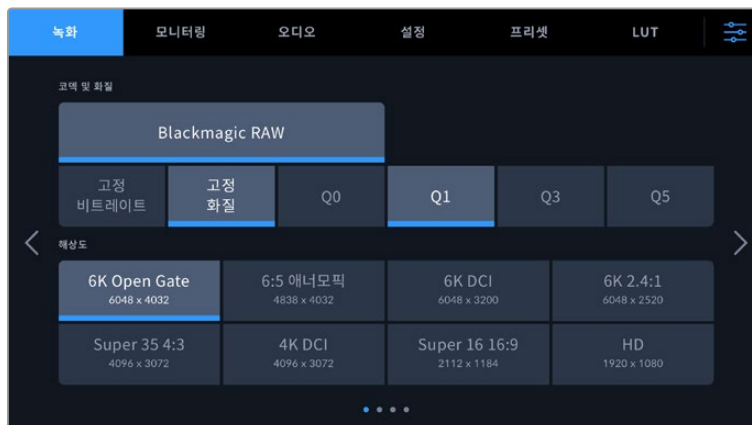 녹화 모니터링 오디오 설정 프리셋 LUT
코덱 및 화질
Blackmagic RAW
고정
비트레이트
고정
화질
Q0
Q1
Q3
Q5
해상도
6K Open Gate
6048 x 4032
6:5 애너모픽
4838 x 4032
6K DCI
6048 x 3200
6K 2.4:1
6048 x 2520
Super 35 4:3
4096 x 3072
4K DCI
4096 x 3072
Super 16 16:9
2112 x 1184
HD
1920 x 1080